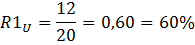 R1_U = 12/20 = 0,60 = 60%